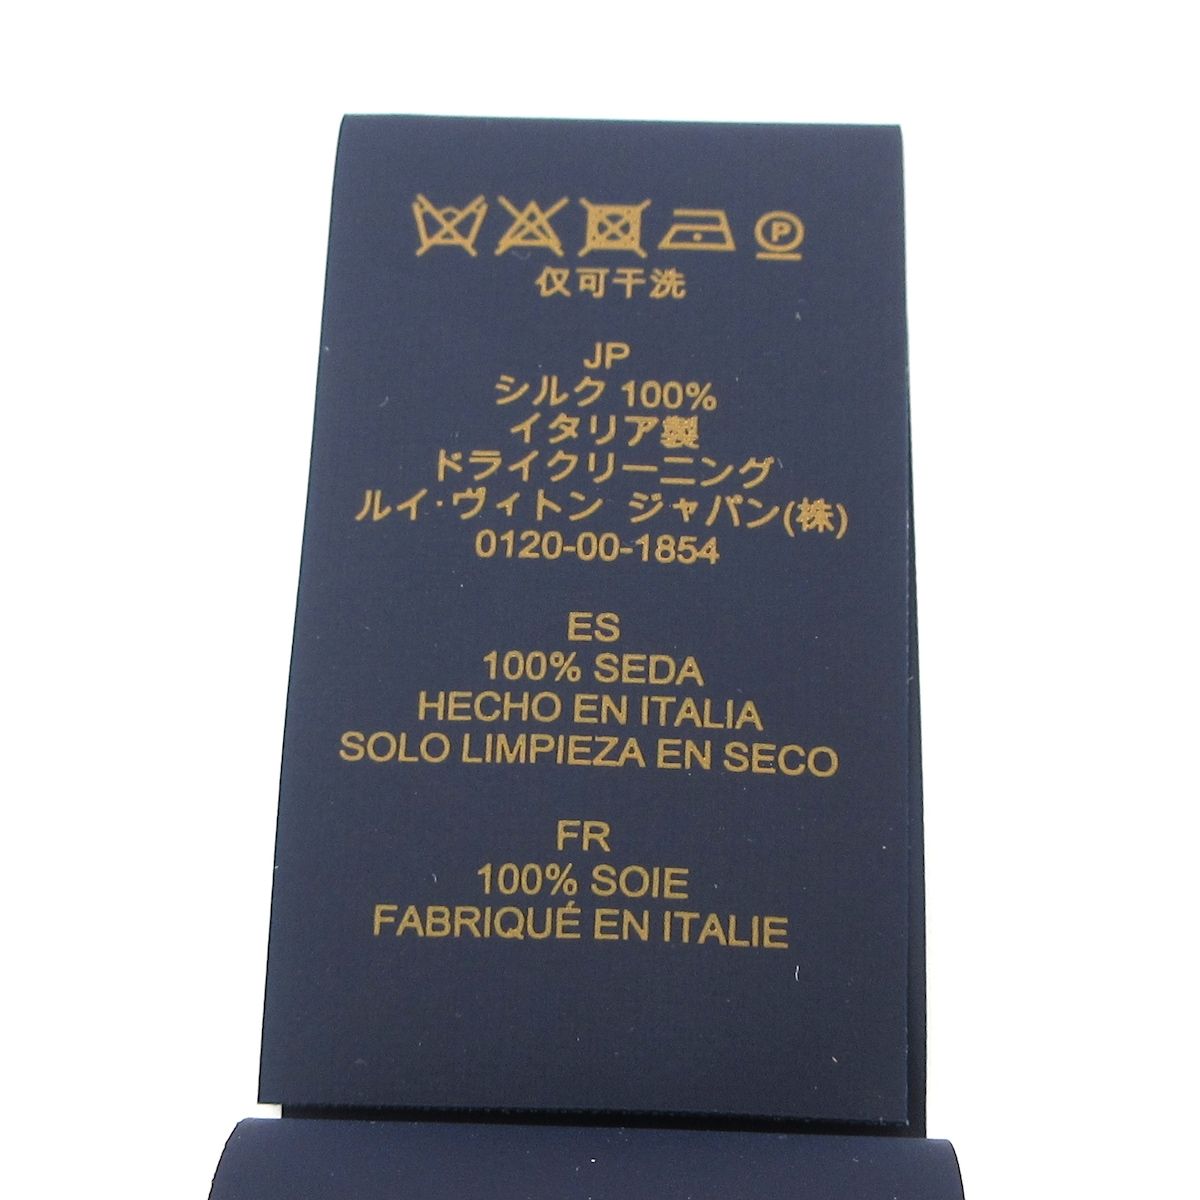 P
仅可干洗
JP
シルク 100%
イタリア製
ドライクリーニング
ルイ·ヴィトン ジャパン(株)
0120-00-1854
ES
100% SEDA
HECHO EN ITALIA
SOLO LIMPIEZA EN SECO
FR
100% SOIE
FABRIQUÉ EN ITALIE